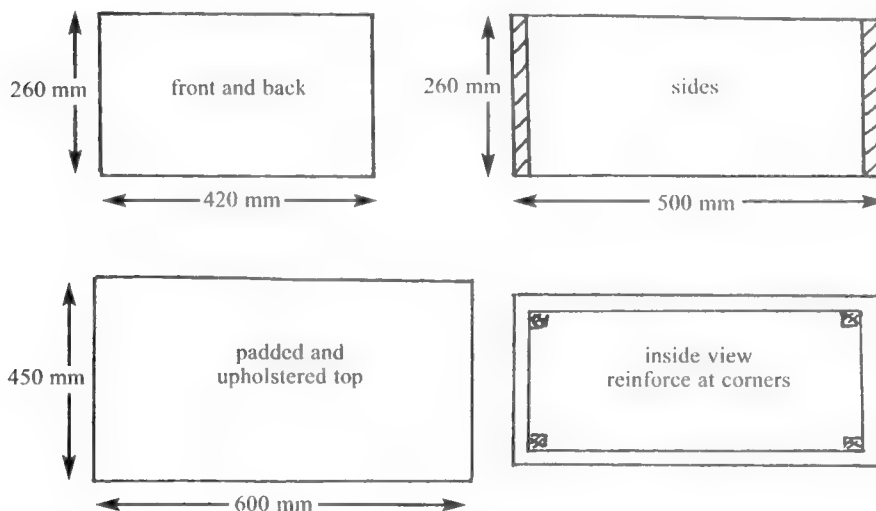 260 mm
front and back
420 mm
260 mm
sides
500 mm
450 mm
padded and
upholstered top
600 mm
inside view
reinforce at corners